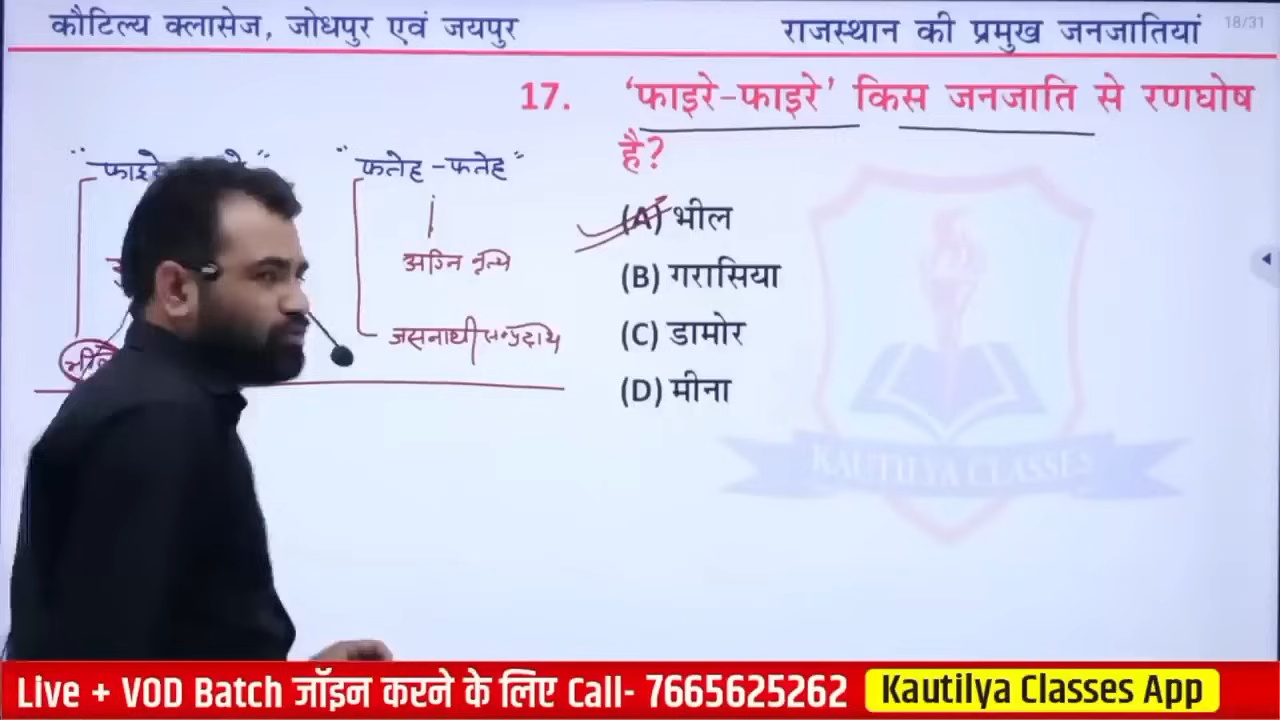 कौटिल्य क्लासेज, जोधपुर एवं जयपुर
राजस्थान की प्रमुख जनजातियां
18/31
17. ‘फाइरे-फाइरे’ किस जनजाति से रणघोष
है?
"फतेह-फतेह"
अग्नि नृत्य
जसनाथी सम्प्रदाय
(A) भील
(B) गरासिया
(C) डामोर
(D) मीना
KAUTILYA CLASSES
Live + VOD Batch जॉइन करने के लिए Call- 7665625262
Kautilya Classes App